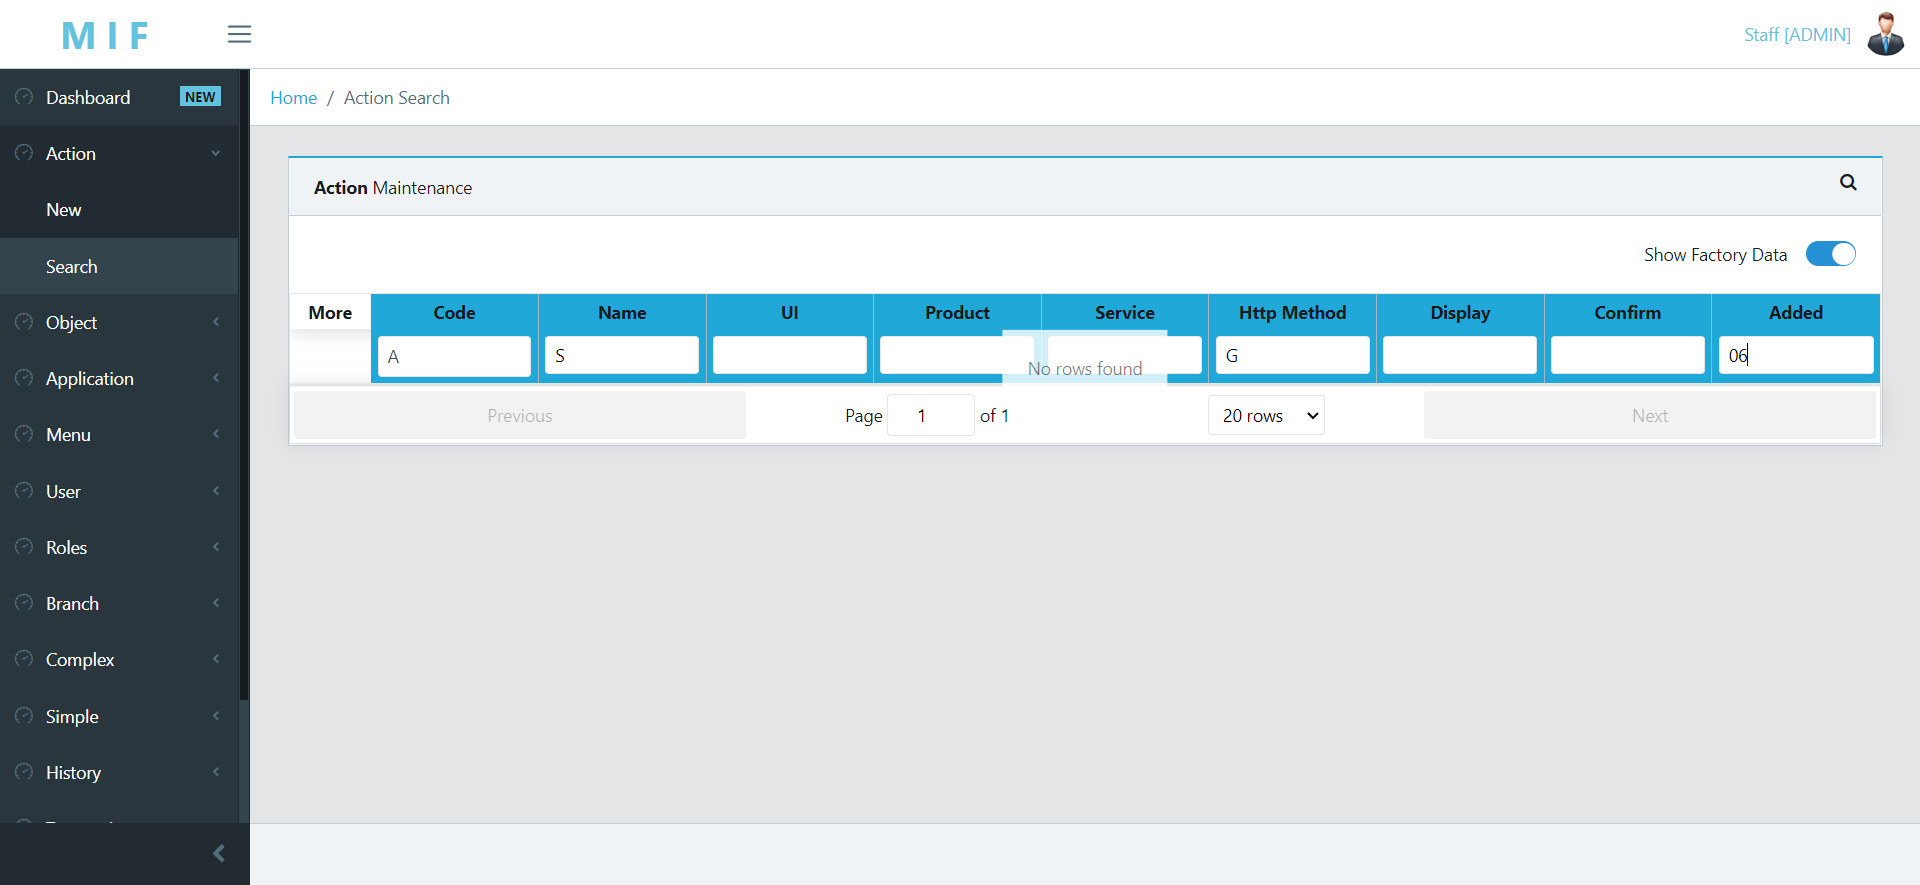 M I F
Staff [ADMIN]
Dashboard NEW
Home / Action Search
Action
New
Search
Object
Application
Menu
User
Roles
Branch
Complex
Simple
History
Action Maintenance
Show Factory Data
More Code Name UI Product Service Http Method Display Confirm Added
A S G 06
No rows found
Previous Page 1 of 1 20 rows Next